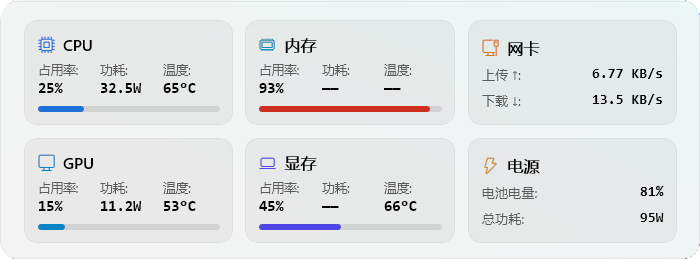 CPU
占用率: 功耗: 温度:
25% 32.5W 65°C
内存
占用率: 功耗: 温度:
93% —— ——
网卡
上传 ↑: 6.77 KB/s
下载 ↓: 13.5 KB/s
GPU
占用率: 功耗: 温度:
15% 11.2W 53°C
显存
占用率: 功耗: 温度:
45% —— 66°C
电源
电池电量: 81%
总功耗: 95W